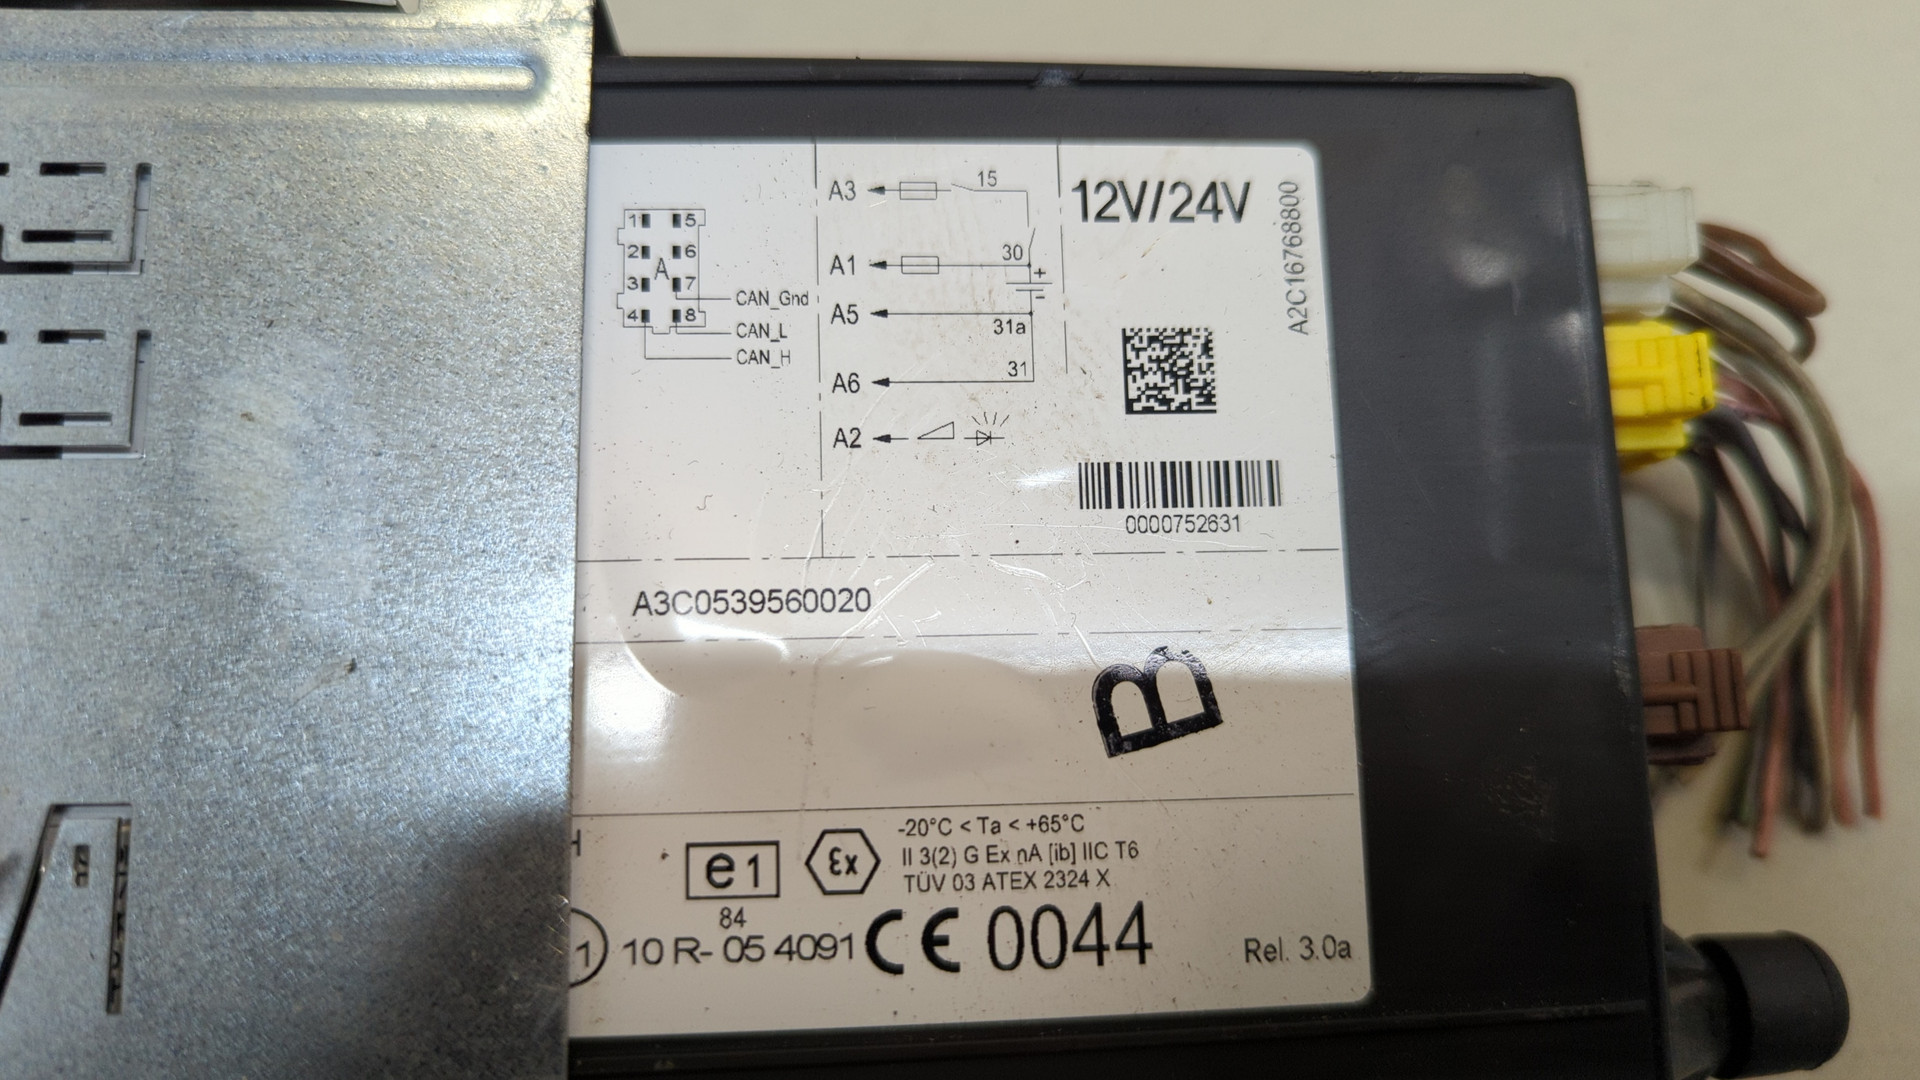 1 5
2 6
A
3 7
4 8
CAN_Gnd
CAN_L
CAN_H
A3 15
A1 30
+
-
A5 31a
A6 31
A2
12V/24V
A2C16768800
0000752631
A3C0539560020
B
H
e1
84
Ex
-20°C < Ta < +65°C
II 3(2) G Ex nA [ib] IIC T6
TÜV 03 ATEX 2324 X
1 10 R- 05 4091 CE 0044
Rel. 3.0a